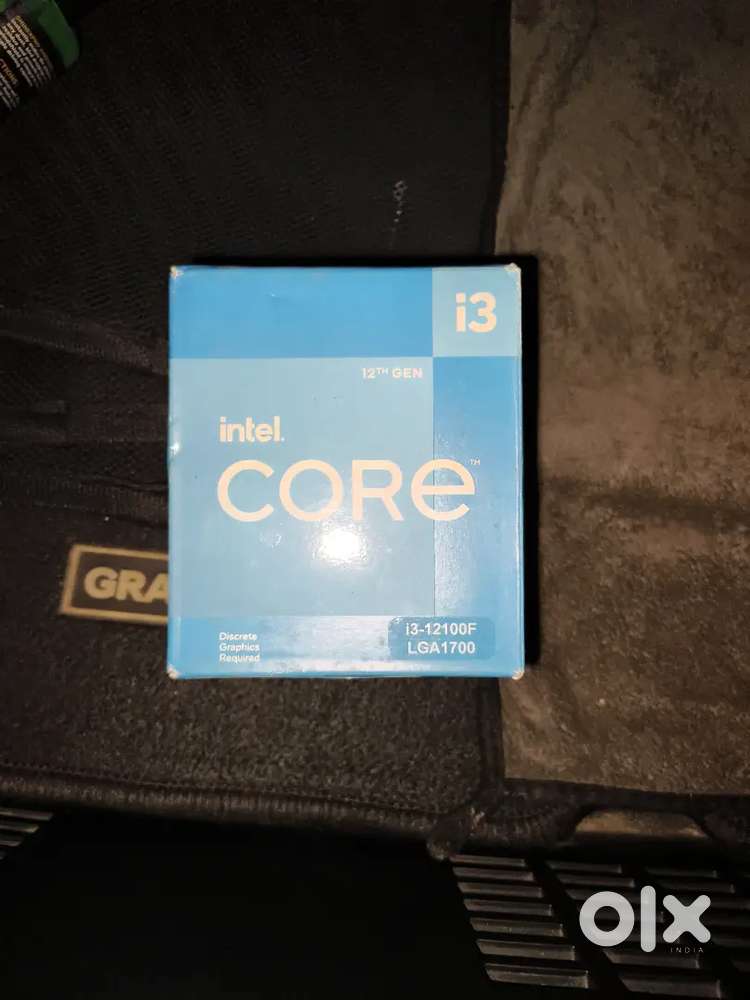 i3
12TH GEN
intel.
CORE™
Discrete
Graphics
Required
i3-12100F
LGA1700
GRA
olx
INDIA